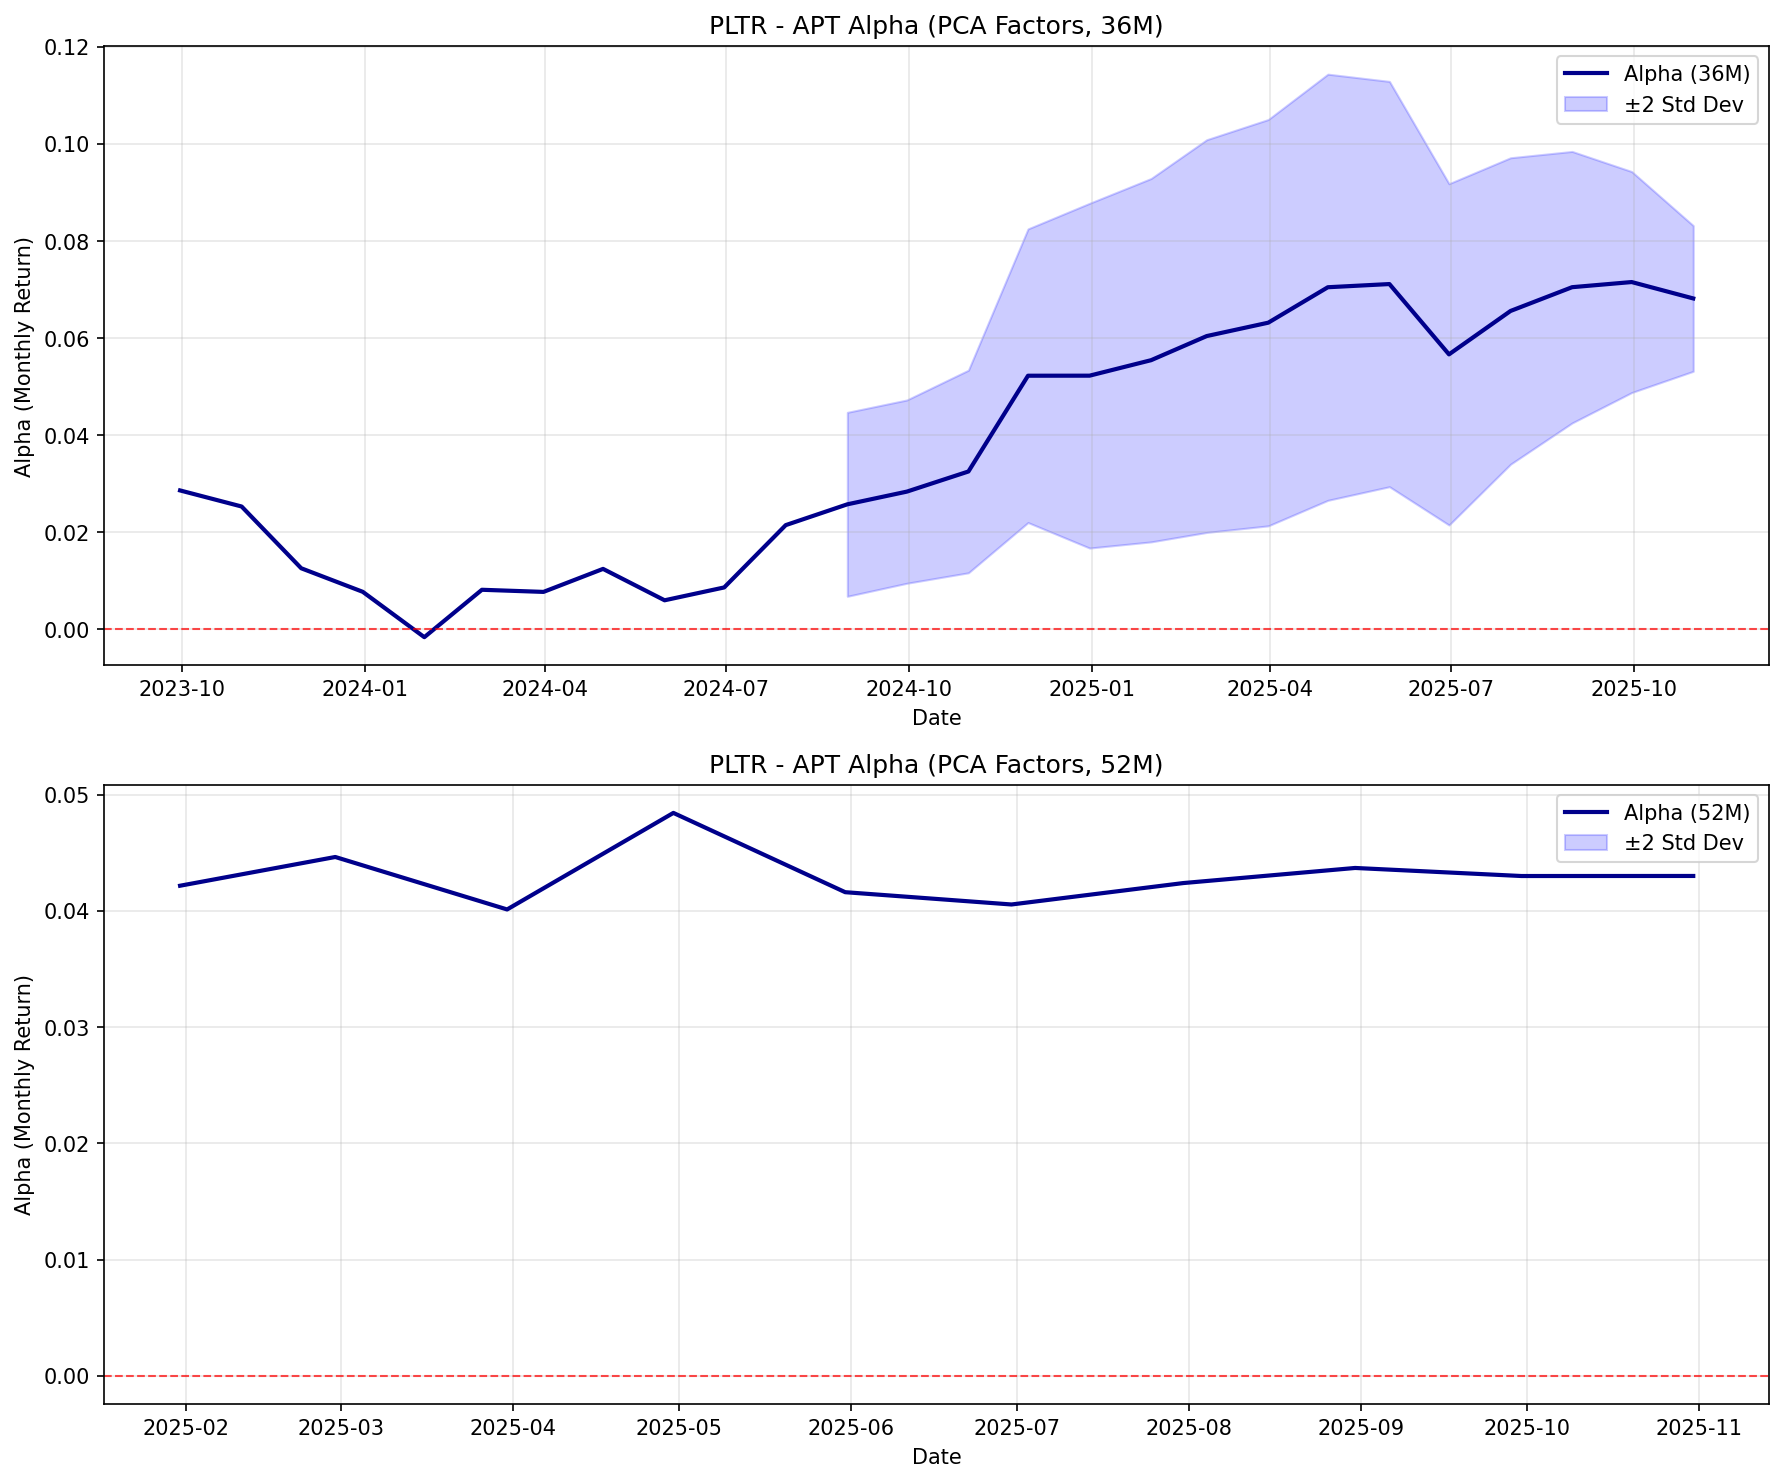 PLTR - APT Alpha (PCA Factors, 36M)
Alpha (Monthly Return)
0.12
0.10
0.08
0.06
0.04
0.02
0.00
Alpha (36M)
±2 Std Dev
2023-10 2024-01 2024-04 2024-07 2024-10 2025-01 2025-04 2025-07 2025-10
Date
PLTR - APT Alpha (PCA Factors, 52M)
Alpha (Monthly Return)
0.05
0.04
0.03
0.02
0.01
0.00
Alpha (52M)
±2 Std Dev
2025-02 2025-03 2025-04 2025-05 2025-06 2025-07 2025-08 2025-09 2025-10 2025-11
Date